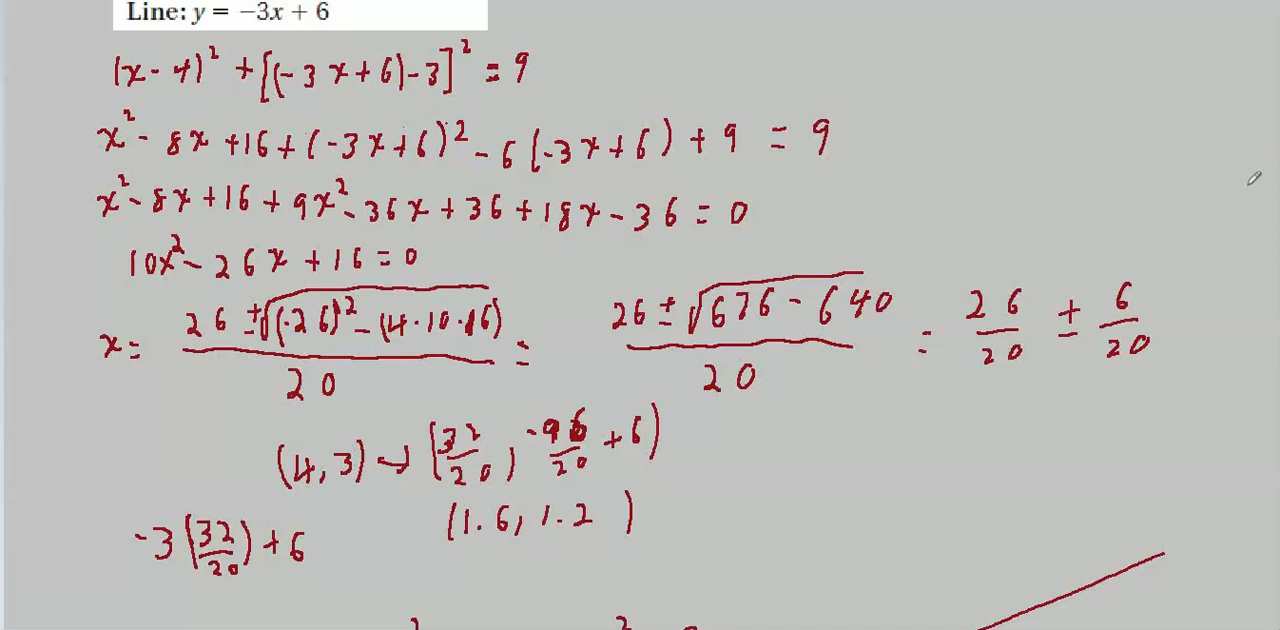 Line: y = −3x + 6
(x - 4)² + [(-3x+6)-3]² = 9
x² - 8x +16 + (-3x+6)² - 6(-3x+6) + 9 = 9
x² - 8x + 16 + 9x² - 36x + 36 + 18x - 36 = 0
10x² - 26x + 16 = 0
x = 26 ± √(-26)² - (4·10·16) / 20 = 26 ± √676 - 640 / 20 = 26/20 ± 6/20
(4,3) → (32/20, -96/20 + 6)
(1.6, 1.2 )
-3(32/20) + 6